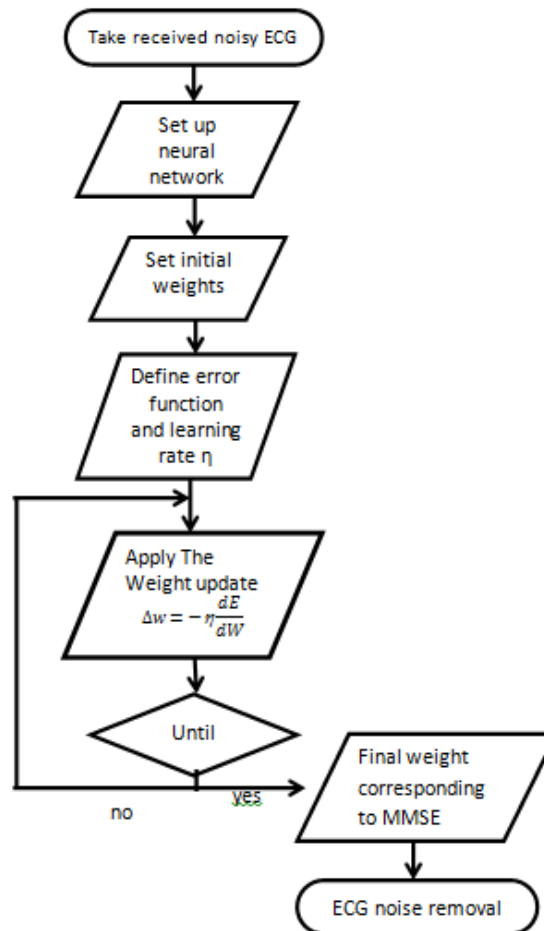 Take received noisy ECG
Set up
neural
network
Set initial
weights
Define error
function
and learning
rate η
Apply The
Weight update
Δw = −η dE/dW
Until
yes
no
Final weight
corresponding
to MMSE
ECG noise removal